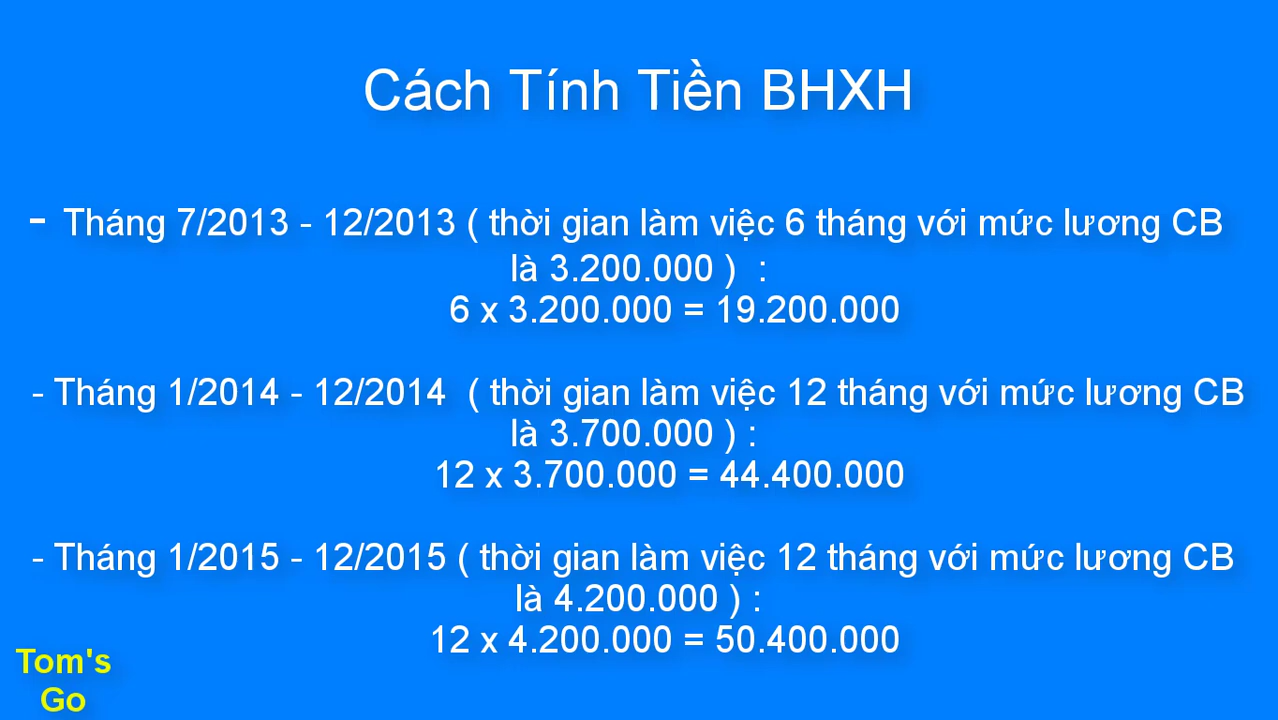 Cách Tính Tiền BHXH
- Tháng 7/2013 - 12/2013 ( thời gian làm việc 6 tháng với mức lương CB
là 3.200.000 ) :
6 x 3.200.000 = 19.200.000
- Tháng 1/2014 - 12/2014 ( thời gian làm việc 12 tháng với mức lương CB
là 3.700.000 ) :
12 x 3.700.000 = 44.400.000
- Tháng 1/2015 - 12/2015 ( thời gian làm việc 12 tháng với mức lương CB
là 4.200.000 ) :
12 x 4.200.000 = 50.400.000
Tom's
Go